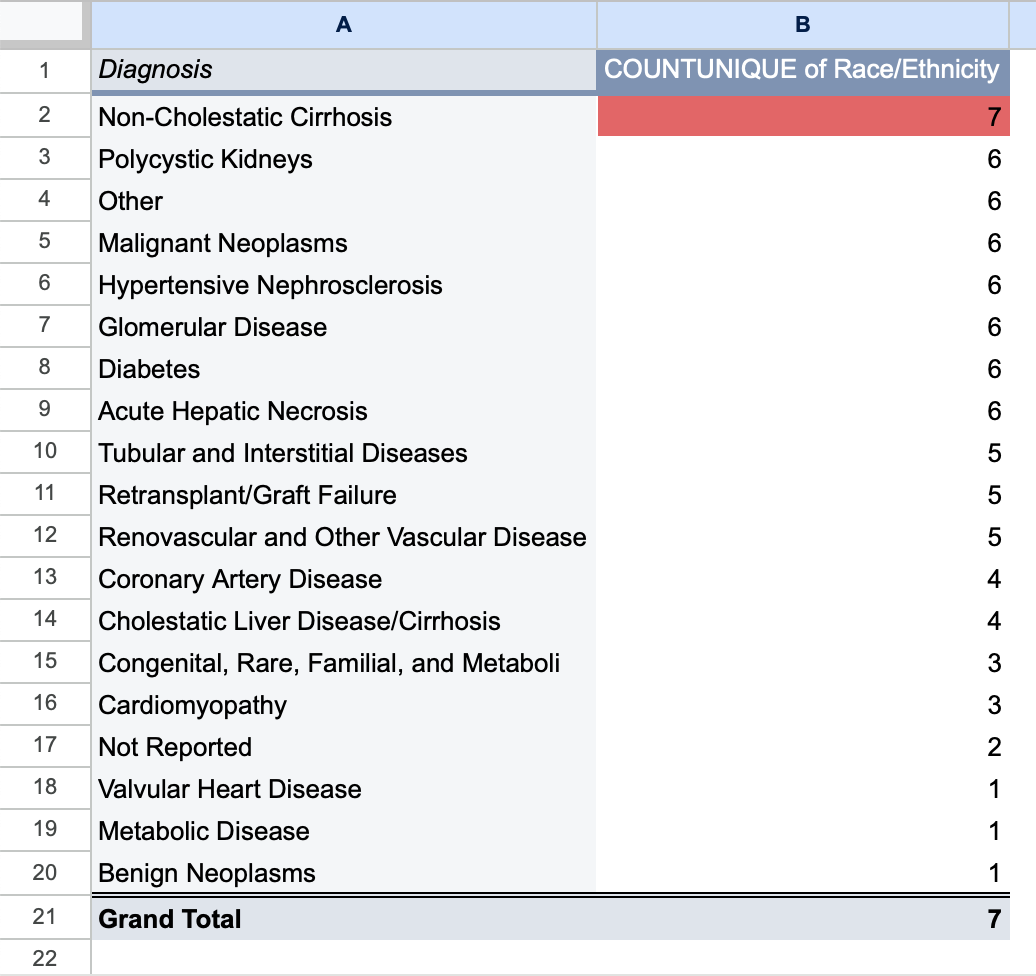 A B
1 Diagnosis COUNTUNIQUE of Race/Ethnicity
2 Non-Cholestatic Cirrhosis 7
3 Polycystic Kidneys 6
4 Other 6
5 Malignant Neoplasms 6
6 Hypertensive Nephrosclerosis 6
7 Glomerular Disease 6
8 Diabetes 6
9 Acute Hepatic Necrosis 6
10 Tubular and Interstitial Diseases 5
11 Retransplant/Graft Failure 5
12 Renovascular and Other Vascular Disease 5
13 Coronary Artery Disease 4
14 Cholestatic Liver Disease/Cirrhosis 4
15 Congenital, Rare, Familial, and Metaboli 3
16 Cardiomyopathy 3
17 Not Reported 2
18 Valvular Heart Disease 1
19 Metabolic Disease 1
20 Benign Neoplasms 1
21 Grand Total 7
22